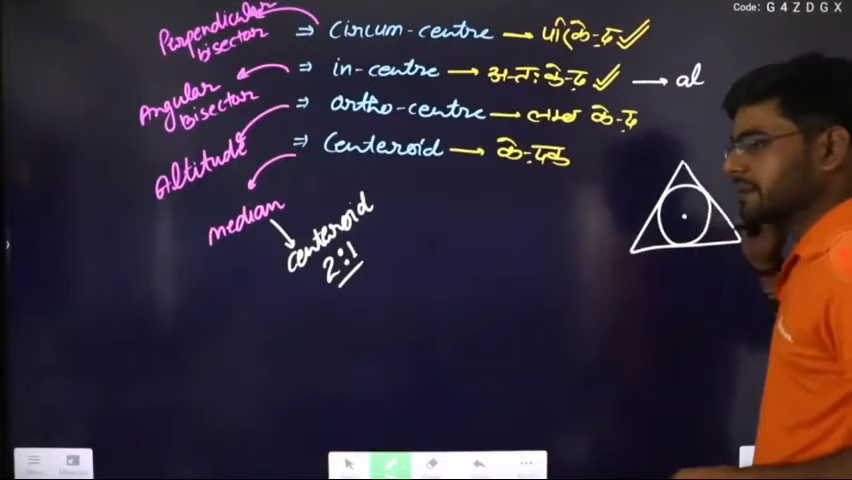 Code: G 4 Z D G X
Perpendicular bisector ⇒ Circum-centre → परिकेन्द्र ✓
Angular Bisector ⇒ in-centre → अन्तः केन्द्र ✓ → al
Altitude ⇒ ortho-centre → लम्ब केन्द्र
median ⇒ Centeroid → केन्द्रक
centeroid
2:1